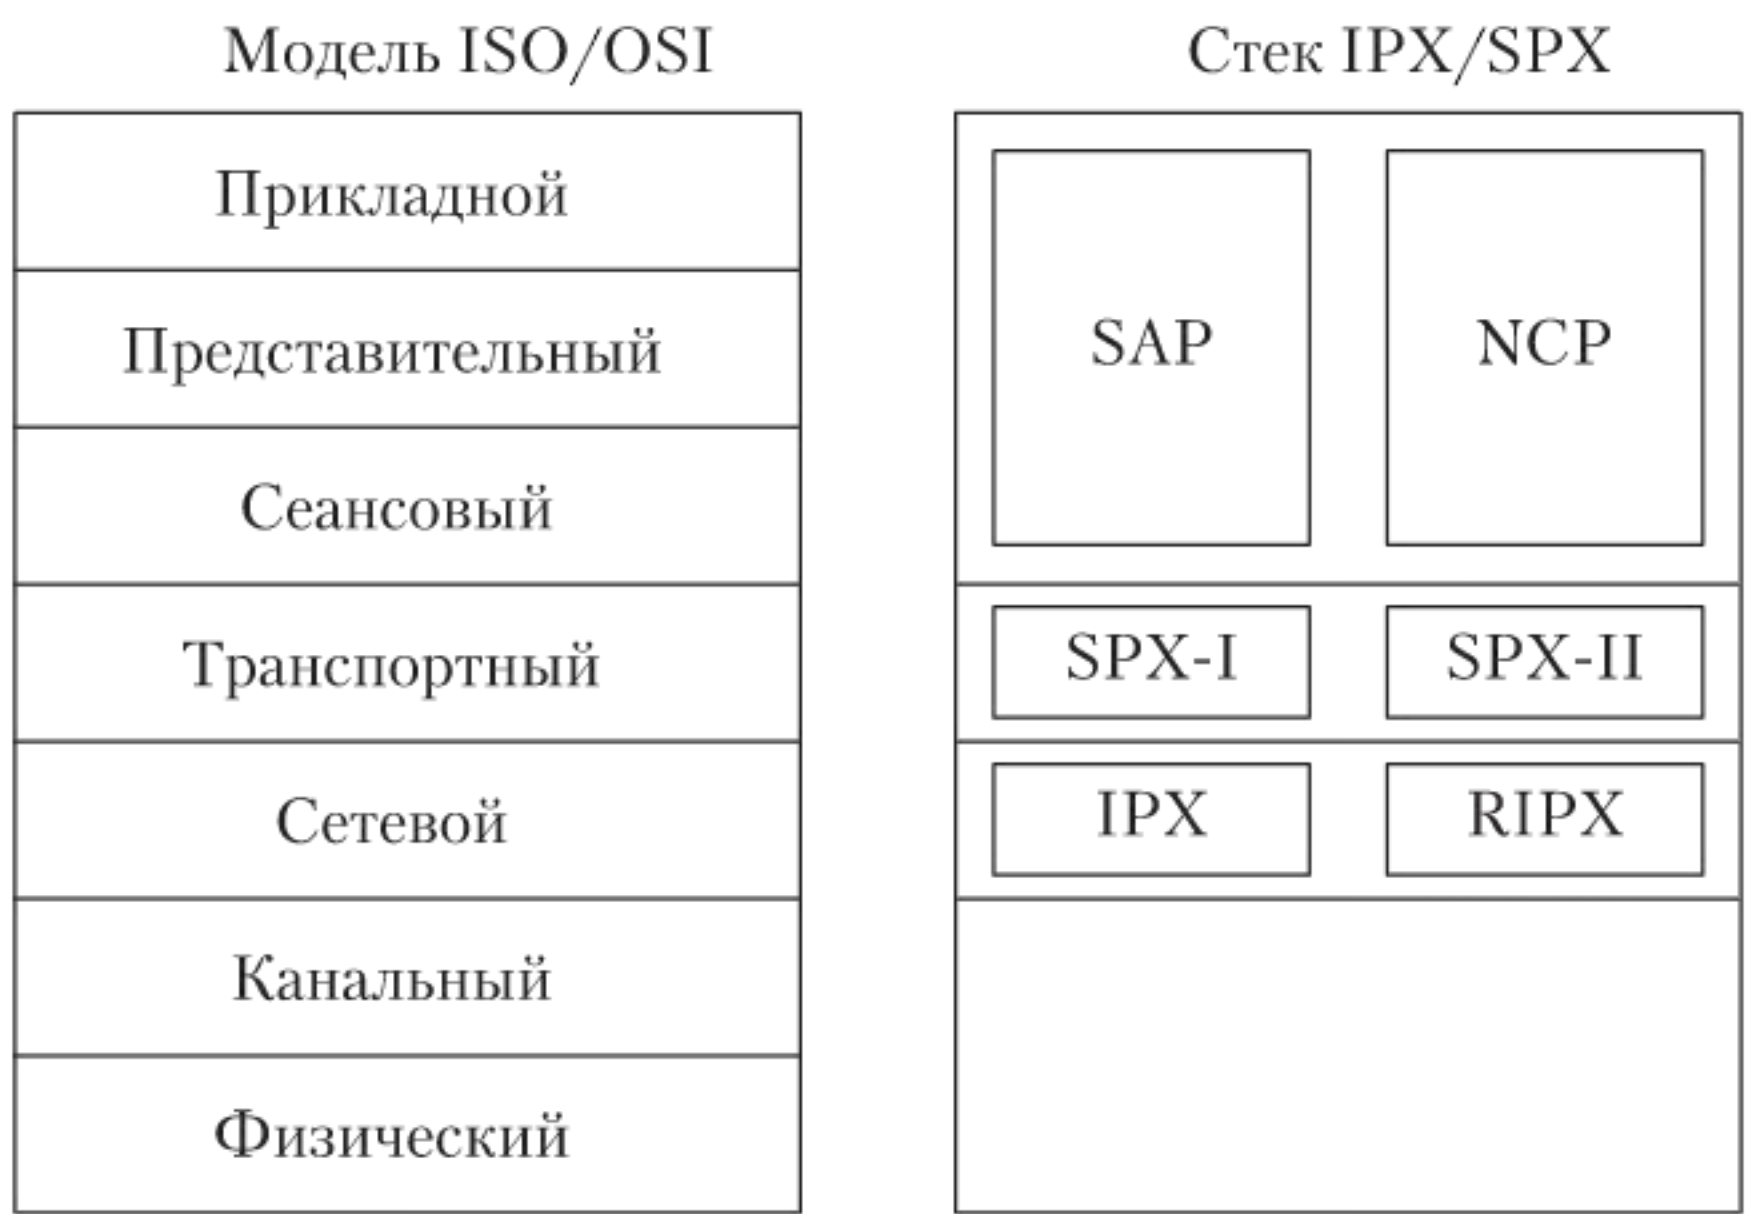 Модель ISO/OSI
Прикладной
Представительный
Сеансовый
Транспортный
Сетевой
Канальный
Физический
Стек IPX/SPX
SAP
NCP
SPX-I
SPX-II
IPX
RIPX